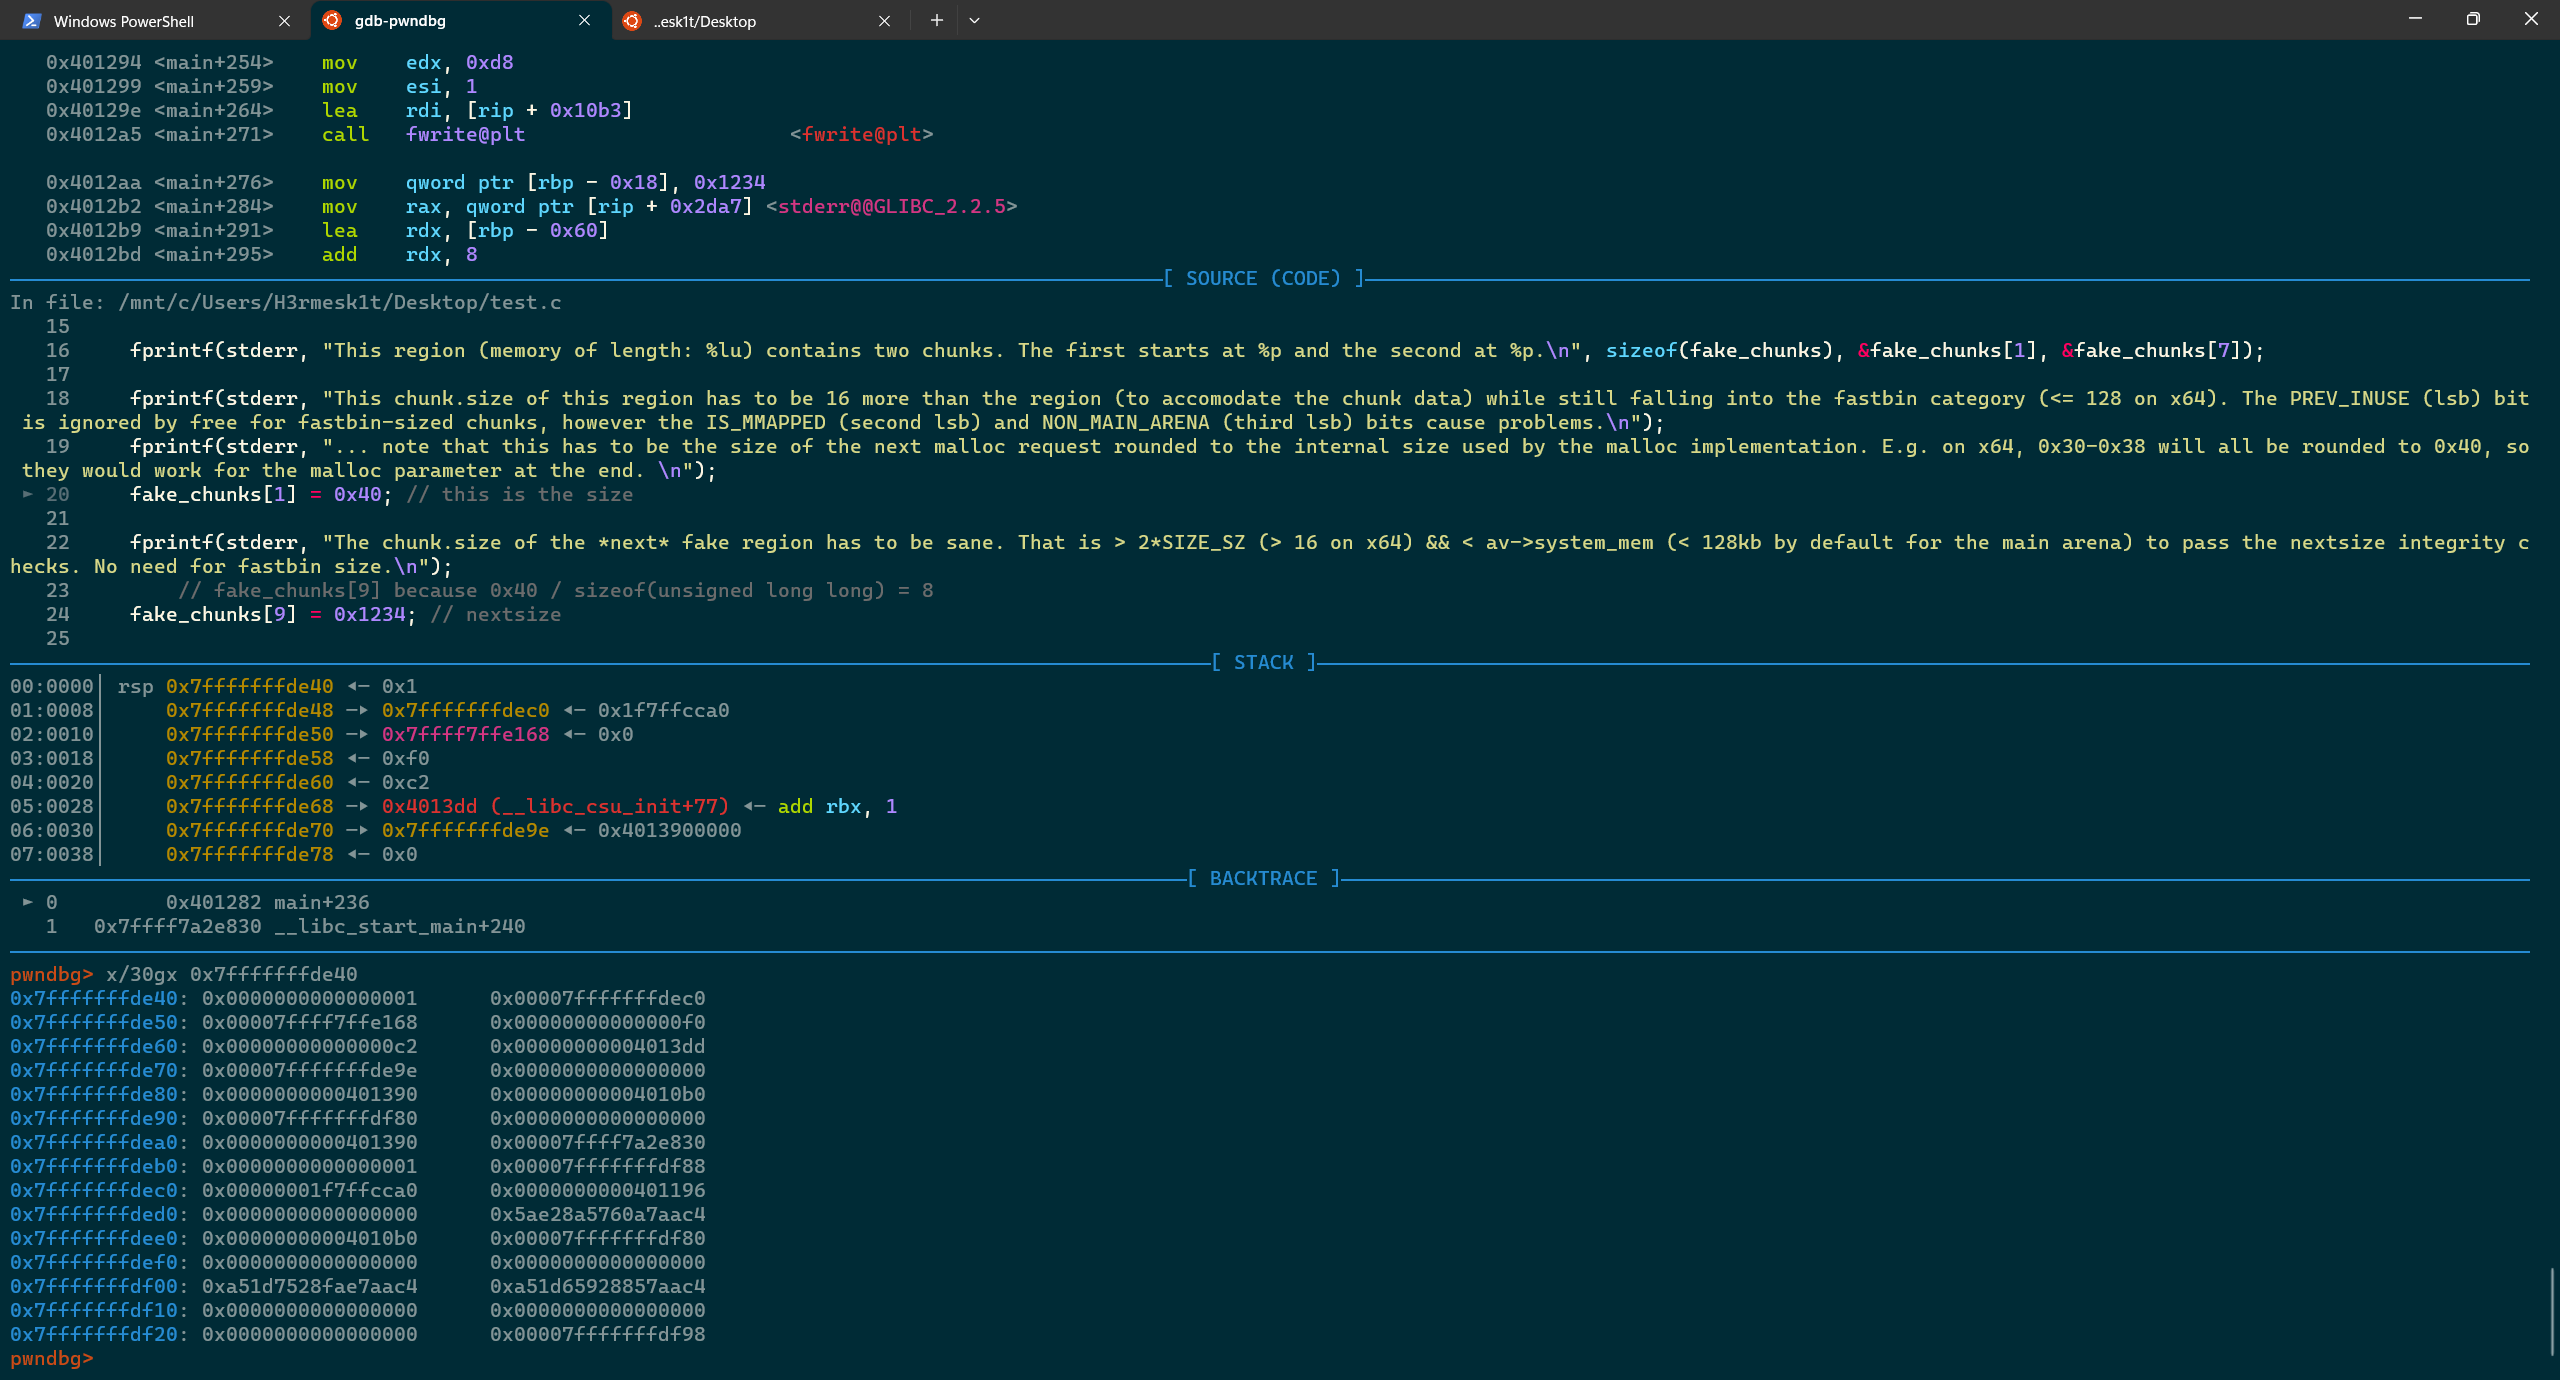 Windows PowerShell
gdb-pwndbg
..esk1t/Desktop
0x401294 <main+254>    mov    edx, 0xd8
0x401299 <main+259>    mov    esi, 1
0x40129e <main+264>    lea    rdi, [rip + 0x10b3]
0x4012a5 <main+271>    call   fwrite@plt                      <fwrite@plt>
0x4012aa <main+276>    mov    qword ptr [rbp - 0x18], 0x1234
0x4012b2 <main+284>    mov    rax, qword ptr [rip + 0x2da7] <stderr@@GLIBC_2.2.5>
0x4012b9 <main+291>    lea    rdx, [rbp - 0x60]
0x4012bd <main+295>    add    rdx, 8
[ SOURCE (CODE) ]
In file: /mnt/c/Users/H3rmesk1t/Desktop/test.c
15
16     fprintf(stderr, "This region (memory of length: %lu) contains two chunks. The first starts at %p and the second at %p.\n", sizeof(fake_chunks), &fake_chunks[1], &fake_chunks[7]);
17
18     fprintf(stderr, "This chunk.size of this region has to be 16 more than the region (to accomodate the chunk data) while still falling into the fastbin category (<= 128 on x64). The PREV_INUSE (lsb) bit
is ignored by free for fastbin-sized chunks, however the IS_MMAPPED (second lsb) and NON_MAIN_ARENA (third lsb) bits cause problems.\n");
19     fprintf(stderr, "... note that this has to be the size of the next malloc request rounded to the internal size used by the malloc implementation. E.g. on x64, 0x30-0x38 will all be rounded to 0x40, so
they would work for the malloc parameter at the end. \n");
► 20     fake_chunks[1] = 0x40; // this is the size
21
22     fprintf(stderr, "The chunk.size of the *next* fake region has to be sane. That is > 2*SIZE_SZ (> 16 on x64) && < av->system_mem (< 128kb by default for the main arena) to pass the nextsize integrity c
hecks. No need for fastbin size.\n");
23         // fake_chunks[9] because 0x40 / sizeof(unsigned long long) = 8
24     fake_chunks[9] = 0x1234; // nextsize
25
[ STACK ]
00:0000│ rsp 0x7fffffffde40 ◂— 0x1
01:0008│     0x7fffffffde48 —▸ 0x7fffffffdec0 ◂— 0x1f7ffcca0
02:0010│     0x7fffffffde50 —▸ 0x7ffff7ffe168 ◂— 0x0
03:0018│     0x7fffffffde58 ◂— 0xf0
04:0020│     0x7fffffffde60 ◂— 0xc2
05:0028│     0x7fffffffde68 —▸ 0x4013dd (__libc_csu_init+77) ◂— add rbx, 1
06:0030│     0x7fffffffde70 —▸ 0x7fffffffde9e ◂— 0x4013900000
07:0038│     0x7fffffffde78 ◂— 0x0
[ BACKTRACE ]
► 0         0x401282 main+236
1   0x7ffff7a2e830 __libc_start_main+240
pwndbg> x/30gx 0x7fffffffde40
0x7fffffffde40: 0x0000000000000001      0x00007fffffffdec0
0x7fffffffde50: 0x00007ffff7ffe168      0x00000000000000f0
0x7fffffffde60: 0x00000000000000c2      0x00000000004013dd
0x7fffffffde70: 0x00007fffffffde9e      0x0000000000000000
0x7fffffffde80: 0x0000000000401390      0x00000000004010b0
0x7fffffffde90: 0x00007fffffffdf80      0x0000000000000000
0x7fffffffdea0: 0x0000000000401390      0x00007ffff7a2e830
0x7fffffffdeb0: 0x0000000000000001      0x00007fffffffdf88
0x7fffffffdec0: 0x00000001f7ffcca0      0x0000000000401196
0x7fffffffded0: 0x0000000000000000      0x5ae28a5760a7aac4
0x7fffffffdee0: 0x00000000004010b0      0x00007fffffffdf80
0x7fffffffdef0: 0x0000000000000000      0x0000000000000000
0x7fffffffdf00: 0xa51d7528fae7aac4      0xa51d65928857aac4
0x7fffffffdf10: 0x0000000000000000      0x0000000000000000
0x7fffffffdf20: 0x0000000000000000      0x00007fffffffdf98
pwndbg>